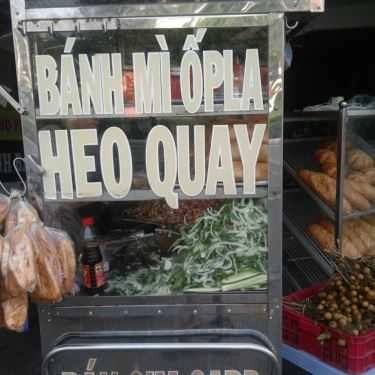 BÁNH MÌ ỐPLA
HEO QUAY